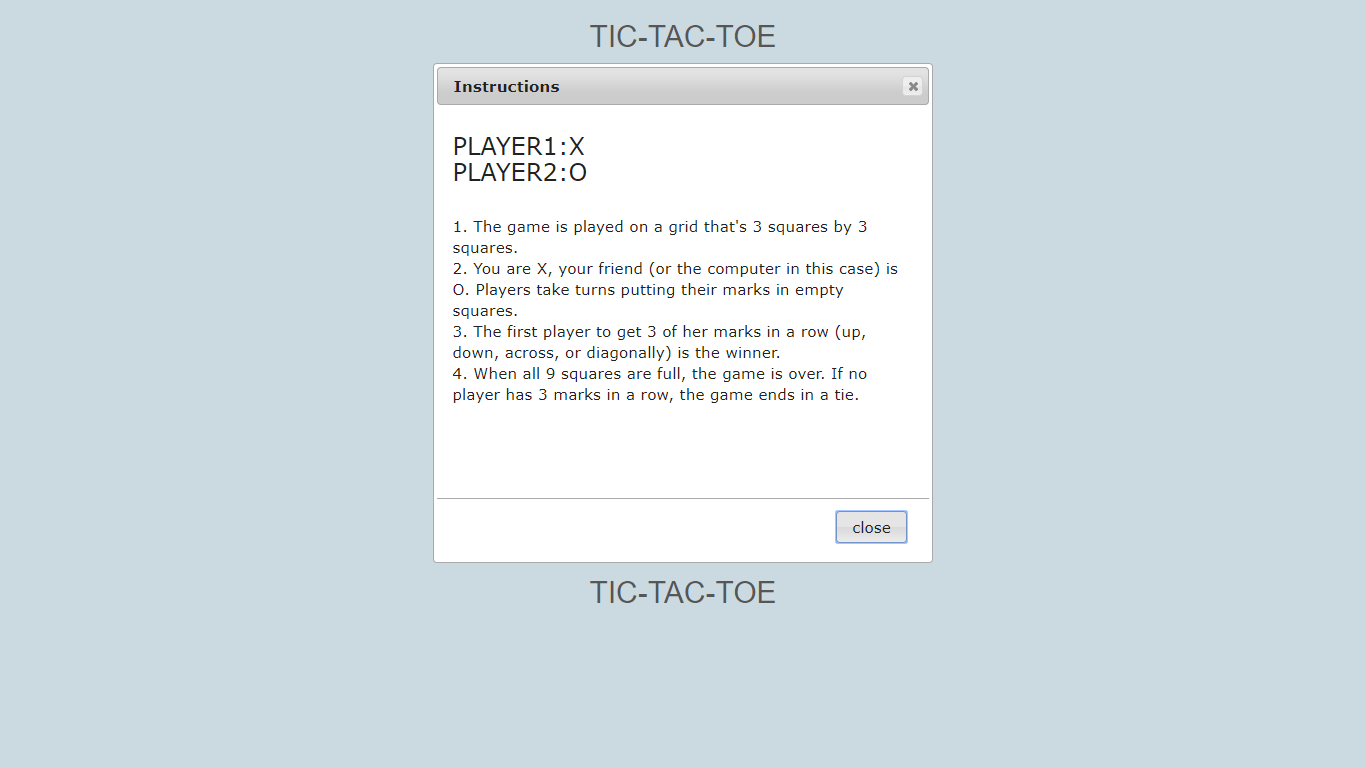 TIC-TAC-TOE
Instructions
PLAYER1:X
PLAYER2:O
1. The game is played on a grid that's 3 squares by 3
squares.
2. You are X, your friend (or the computer in this case) is
O. Players take turns putting their marks in empty
squares.
3. The first player to get 3 of her marks in a row (up,
down, across, or diagonally) is the winner.
4. When all 9 squares are full, the game is over. If no
player has 3 marks in a row, the game ends in a tie.
close
TIC-TAC-TOE